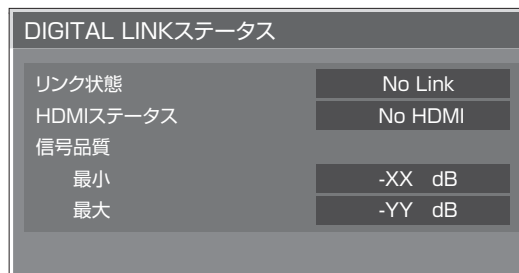 DIGITAL LINKステータス
リンク状態 No Link
HDMIステータス No HDMI
信号品質
最小 -XX dB
最大 -YY dB